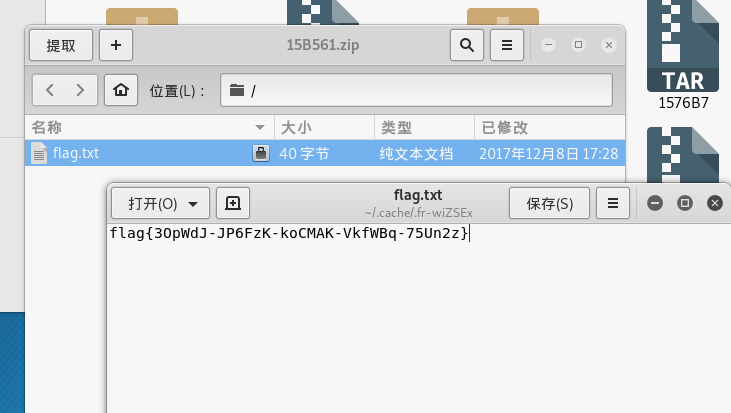 提取
15B561.zip
位置(L)：
/
名称 大小 类型 已修改
flag.txt 40 字节 纯文本文档 2017年12月8日 17:28
TAR
1576B7
打开(O)
flag.txt
~/.cache/.fr-wiZSEx
保存(S)
flag{3OpWdJ-JP6FzK-koCMAK-VkfWBq-75Un2z}